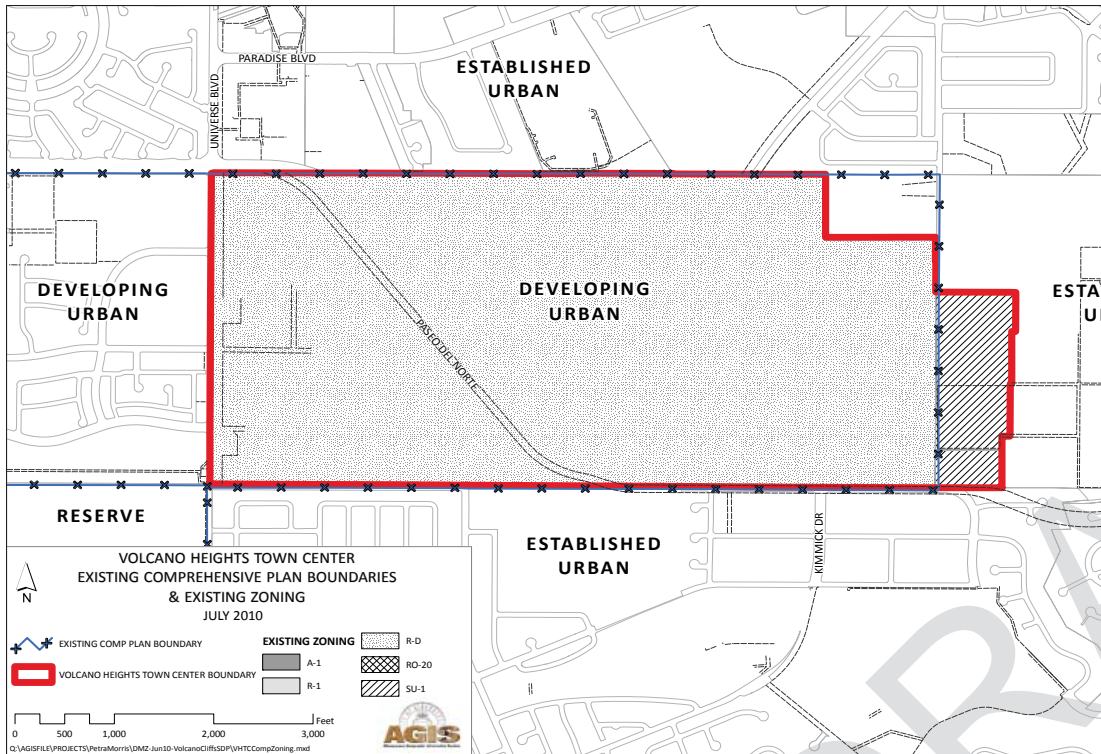 PARADISE BLVD
UNIVERSE BLVD
ESTABLISHED
URBAN
DEVELOPING
URBAN
DEVELOPING
URBAN
ESTA
U
PASEO DEL NORTE
RESERVE
ESTABLISHED
URBAN
KIMMICK DR
VOLCANO HEIGHTS TOWN CENTER
EXISTING COMPREHENSIVE PLAN BOUNDARIES
& EXISTING ZONING
JULY 2010
N
EXISTING COMP PLAN BOUNDARY
VOLCANO HEIGHTS TOWN CENTER BOUNDARY
EXISTING ZONING
A-1
R-1
R-D
RO-20
SU-1
Feet
0 500 1,000 2,000 3,000
AGIS
Q:\AGISFILE\PROJECTS\PetraMorris\DMZ-Jun10-VolcanoCliffsSDP\VHTCCompZoning.mxd
RA